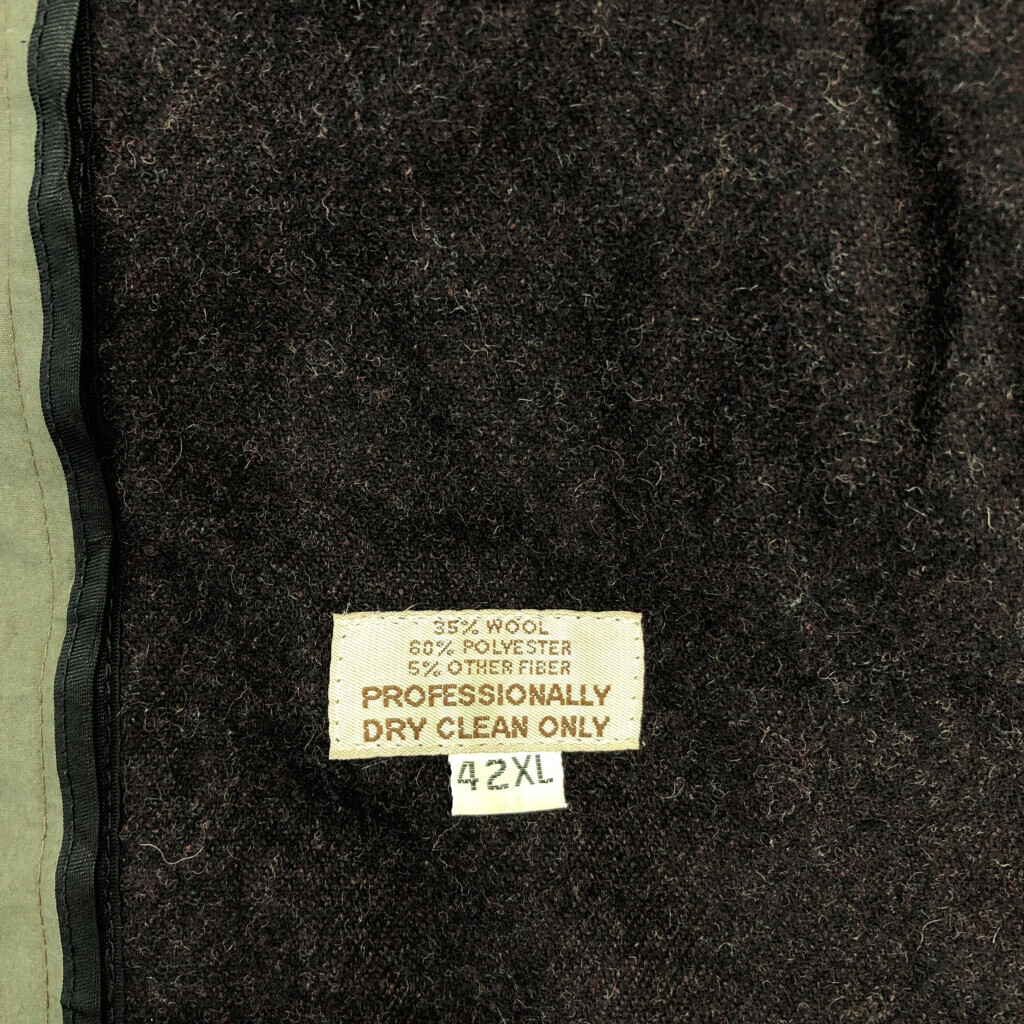 35% WOOL
60% POLYESTER
5% OTHER FIBER
PROFESSIONALLY
DRY CLEAN ONLY
42XL